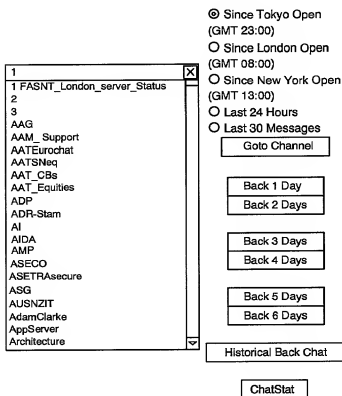 1
X
1 FASNT_London_server_Status
2
3
AAG
AAM_ Support
AATEurochat
AATSNeq
AAT_CBs
AAT_Equities
ADP
ADR-Stam
AI
AIDA
AMP
ASECO
ASETRAsecure
ASG
AUSNZIT
AdamClarke
AppServer
Architecture
Since Tokyo Open
(GMT 23:00)
Since London Open
(GMT 08:00)
Since New York Open
(GMT 13:00)
Last 24 Hours
Last 30 Messages
Goto Channel
Back 1 Day
Back 2 Days
Back 3 Days
Back 4 Days
Back 5 Days
Back 6 Days
Historical Back Chat
ChatStat